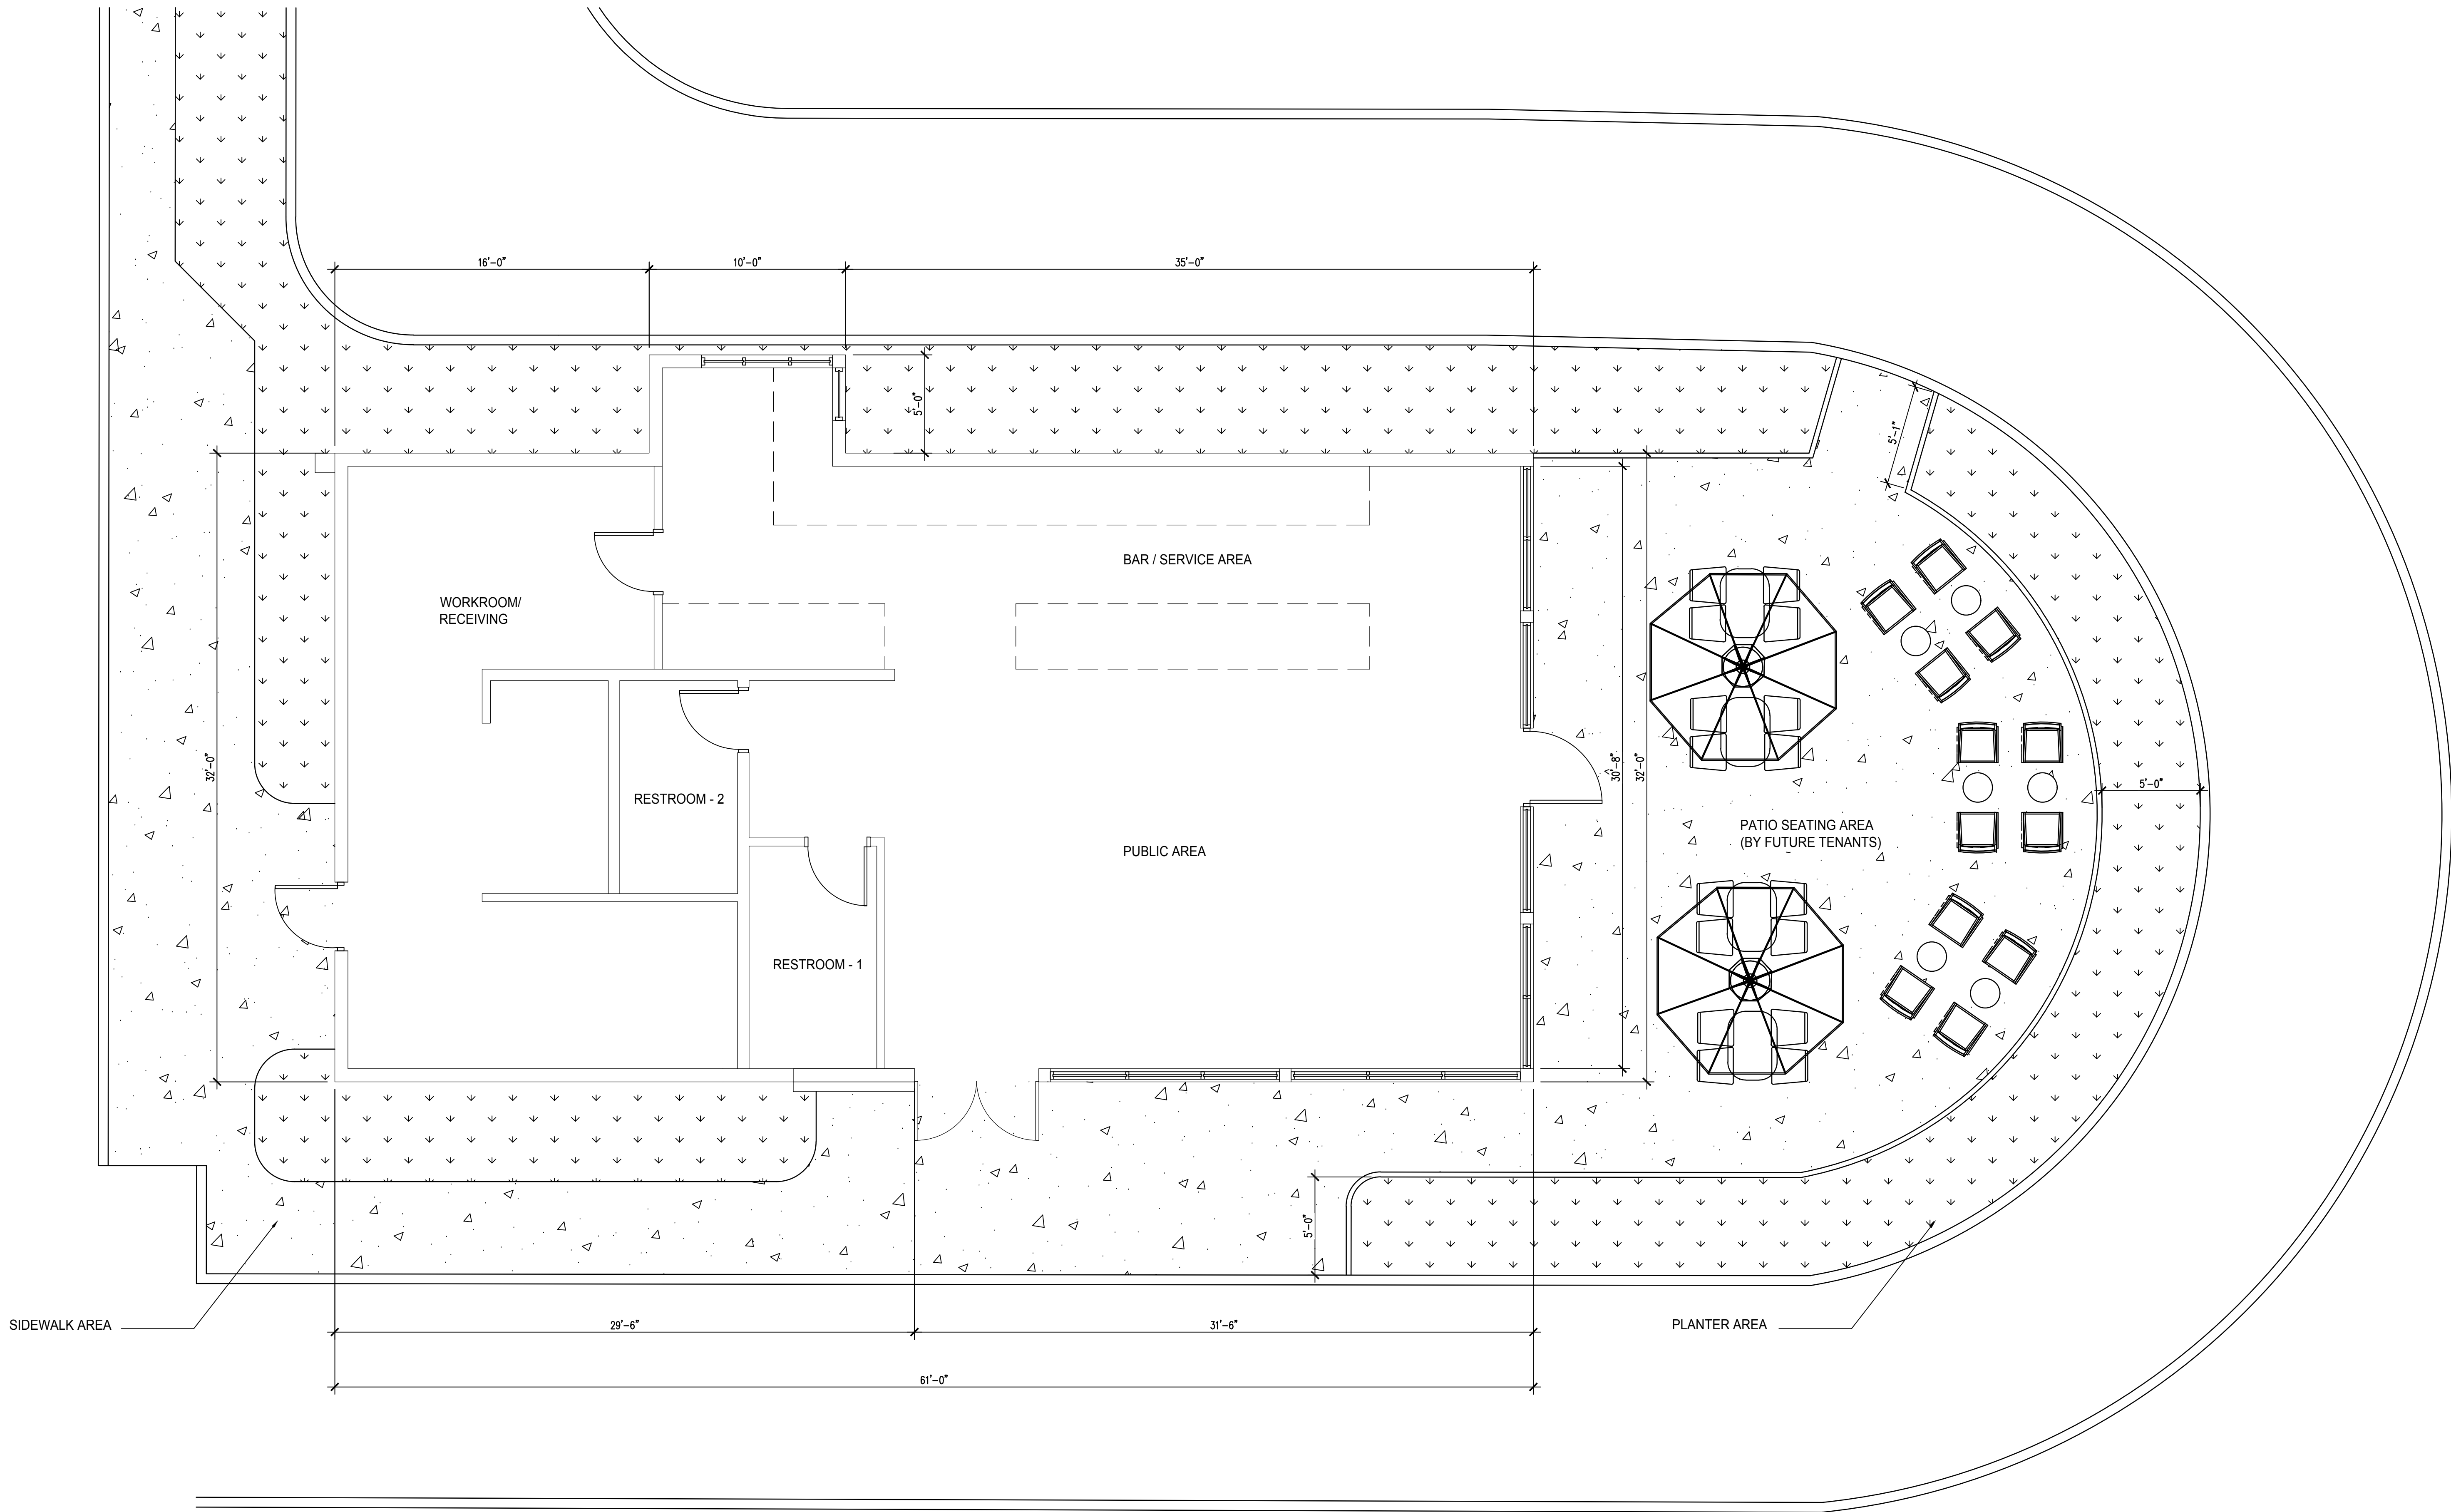 16'-0"
10'-0"
35'-0"
5'-0"
5'-1"
BAR / SERVICE AREA
WORKROOM/
RECEIVING
32'-0"
30'-8"
32'-0"
5'-0"
RESTROOM - 2
PATIO SEATING AREA
(BY FUTURE TENANTS)
PUBLIC AREA
RESTROOM - 1
5'-0"
SIDEWALK AREA
29'-6"
31'-6"
PLANTER AREA
61'-0"